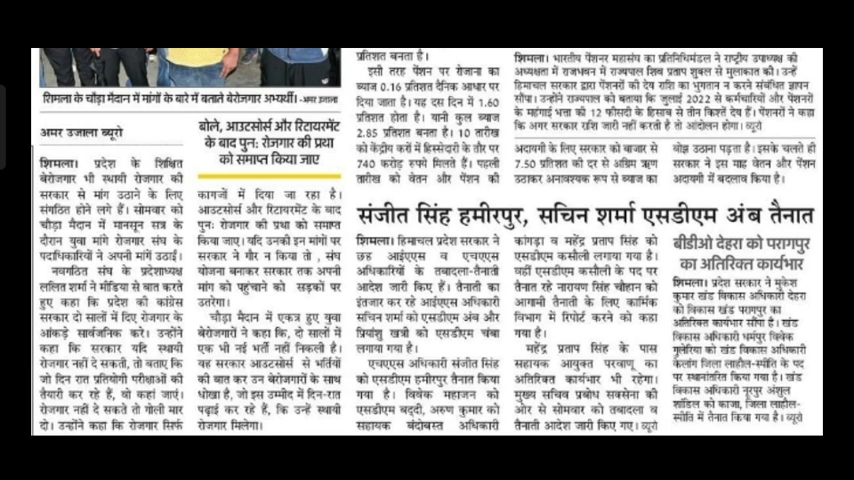 शिमला के चौड़ा मैदान में मांगों के बारे में बताते बेरोजगार अभ्यर्थी। -अमर उजाला
अमर उजाला ब्यूरो
शिमला। प्रदेश के शिक्षित
बेरोजगार भी स्थायी रोजगार की
सरकार से मांग उठाने के लिए
संगठित होने लगे हैं। सोमवार को
चौड़ा मैदान में मानसून सत्र के
दौरान युवा मांगे रोजगार संघ के
पदाधिकारियों ने अपनी मांगें उठाईं।
नवगठित संघ के प्रदेशाध्यक्ष
ललित शर्मा ने मीडिया से बात करते
हुए कहा कि प्रदेश की कांग्रेस
सरकार दो सालों में दिए रोजगार के
आंकड़े सार्वजनिक करे। उन्होंने
कहा कि सरकार यदि स्थायी
रोजगार नहीं दे सकती, तो बताए कि
जो दिन रात प्रतियोगी परीक्षाओं की
तैयारी कर रहे हैं, वो कहां जाएं।
रोजगार नहीं दे सकते तो गोली मार
दो। उन्होंने कहा कि रोजगार सिर्फ
बोले, आउटसोर्स और रिटायरमेंट
के बाद पुन: रोजगार की प्रथा
को समाप्त किया जाए
कागजों में दिया जा रहा है।
आउटसोर्स और रिटायरमेंट के बाद
पुन: रोजगार की प्रथा को समाप्त
किया जाए। यदि उनकी इन मांगों पर
सरकार ने गौर न किया तो , संघ
योजना बनाकर सरकार तक अपनी
मांग को पहुंचाने को सड़कों पर
उतरेगा।
चौड़ा मैदान में एकत्र हुए युवा
बेरोजगारों ने कहा कि, दो सालों में
एक भी नई भर्ती नहीं निकली है।
वह सरकार आउटसोर्स से भर्तियों
की बात कर उन बेरोजगारों के साथ
धोखा है, जो इस उम्मीद में दिन-रात
पढ़ाई कर रहे हैं, कि उन्हें स्थायी
रोजगार मिलेगा।
प्रतिशत बनता है।
इसी तरह पेंशन पर रोजाना का
ब्याज 0.16 प्रतिशत दैनिक आधार पर
दिया जाता है। यह दस दिन में 1.60
प्रतिशत होता है। यानी कुल ब्याज
2.85 प्रतिशत बनता है। 10 तारीख
को केंद्रीय करों में हिस्सेदारी के तौर पर
740 करोड़ रुपये मिलते हैं। पहली
तारीख को वेतन और पेंशन की
शिमला। भारतीय पेंशनर महासंघ का प्रतिनिधिमंडल ने राष्ट्रीय उपाध्यक्ष की
अध्यक्षता में राजभवन में राज्यपाल शिव प्रताप शुक्ल से मुलाकात की। उन्हें
हिमाचल सरकार द्वारा पेंशनरों की देय राशि का भुगतान न करने संबंधित ज्ञापन
सौंपा। उन्होंने राज्यपाल को बताया कि जुलाई 2022 से कर्मचारियों और पेंशनरों
के महंगाई भत्ता की 12 फीसदी के हिसाब से तीन किश्तें देय हैं। पेंशनरों ने कहा
कि अगर सरकार राशि जारी नहीं करती है तो आंदोलन होगा। ब्यूरो
अदायगी के लिए सरकार को बाजार से
7.50 प्रतिशत की दर से अग्रिम ऋण
उठाकर अनावश्यक रूप से ब्याज का
बोझ उठाना पड़ता है। इसके चलते ही
सरकार ने इस माह वेतन और पेंशन
अदायगी में बदलाव किया है।
संजीत सिंह हमीरपुर, सचिन शर्मा एसडीएम अंब तैनात
शिमला। हिमाचल प्रदेश सरकार ने
छह आईएएस व एचएएस
अधिकारियों के तबादला-तैनाती
आदेश जारी किए हैं। तैनाती का
इंतजार कर रहे आईएएस अधिकारी
सचिन शर्मा को एसडीएम अंब और
प्रियांशु खत्री को एसडीएम चंबा
लगाया गया है।
एचएएस अधिकारी संजीत सिंह
को एसडीएम हमीरपुर तैनात किया
गया है। विवेक महाजन को
एसडीएम बद्दी, अरुण कुमार को
सहायक बंदोबस्त अधिकारी
कांगड़ा व महेंद्र प्रताप सिंह को
एसडीएम कसौली लगाया गया है।
वहीं एसडीएम कसौली के पद पर
तैनात रहे नारायण सिंह चौहान को
आगामी तैनाती के लिए कार्मिक
विभाग में रिपोर्ट करने को कहा
गया है।
महेंद्र प्रताप सिंह के पास
सहायक आयुक्त परवाणू का
अतिरिक्त कार्यभार भी रहेगा।
मुख्य सचिव प्रबोध सक्सेना की
ओर से सोमवार को तबादला व
तैनाती आदेश जारी किए गए। ब्यूरो
बीडीओ देहरा को परागपुर
का अतिरिक्त कार्यभार
शिमला। प्रदेश सरकार ने मुकेश
कुमार खंड विकास अधिकारी देहरा
को विकास खंड परागपुर का
अतिरिक्त कार्यभार सौंपा है। खंड
विकास अधिकारी धर्मपुर विवेक
गुलेरिया को खंड विकास अधिकारी
केलांग जिला लाहौल-स्पीति के पद
पर स्थानांतरित किया गया है। खंड
विकास अधिकारी नूरपुर अंशुल
शांडिल को काजा, जिला लाहौल-
स्पीति में तैनात किया गया है। ब्यूरो